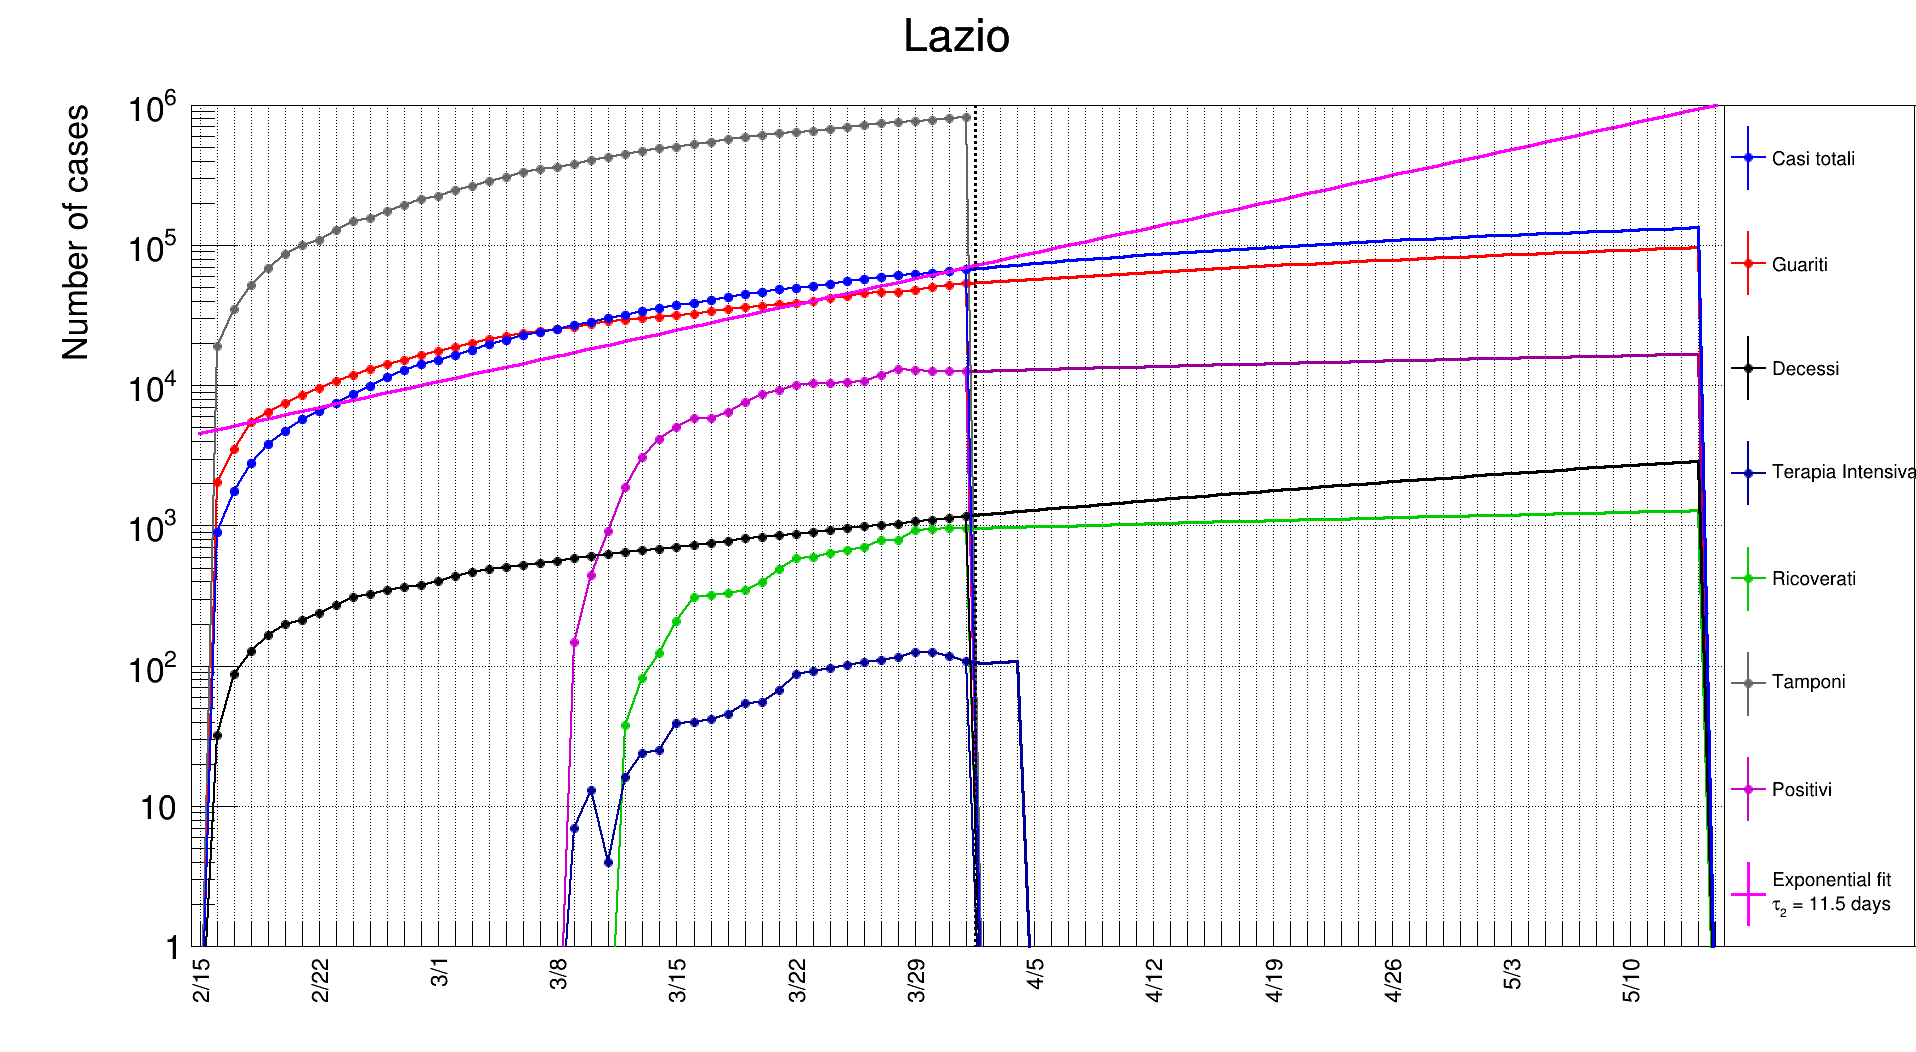 Lazio
Number of cases
10^6
10^5
10^4
10^3
10^2
10
1
2/15 2/22 3/1 3/8 3/15 3/22 3/29 4/5 4/12 4/19 4/26 5/3 5/10
Casi totali
Guariti
Decessi
Terapia Intensiva
Ricoverati
Tamponi
Positivi
Exponential fit
τ_2 = 11.5 days